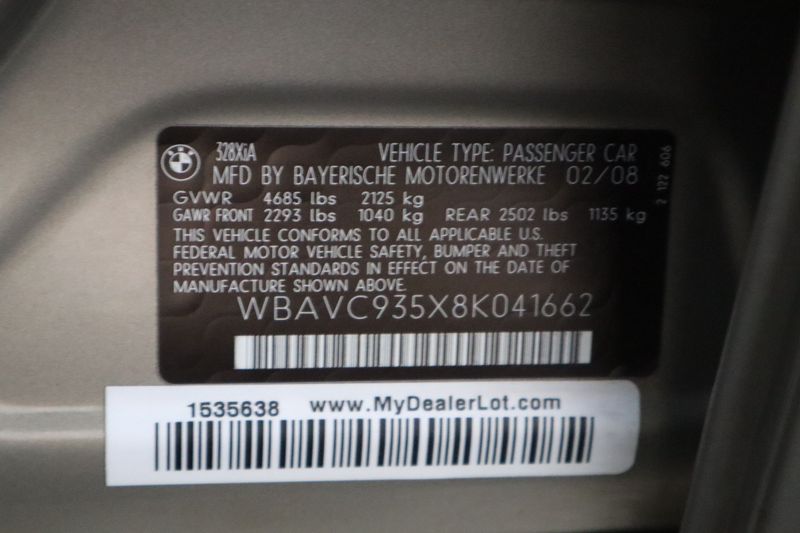 328XiA VEHICLE TYPE: PASSENGER CAR
MFD BY BAYERISCHE MOTORENWERKE 02/08
GVWR 4685 lbs 2125 kg
GAWR FRONT 2293 lbs 1040 kg REAR 2502 lbs 1135 kg
THIS VEHICLE CONFORMS TO ALL APPLICABLE U.S.
FEDERAL MOTOR VEHICLE SAFETY, BUMPER AND THEFT
PREVENTION STANDARDS IN EFFECT ON THE DATE OF
MANUFACTURE SHOWN ABOVE.
WBAVC935X8K041662
2 122 606
1535638 www.MyDealerLot.com